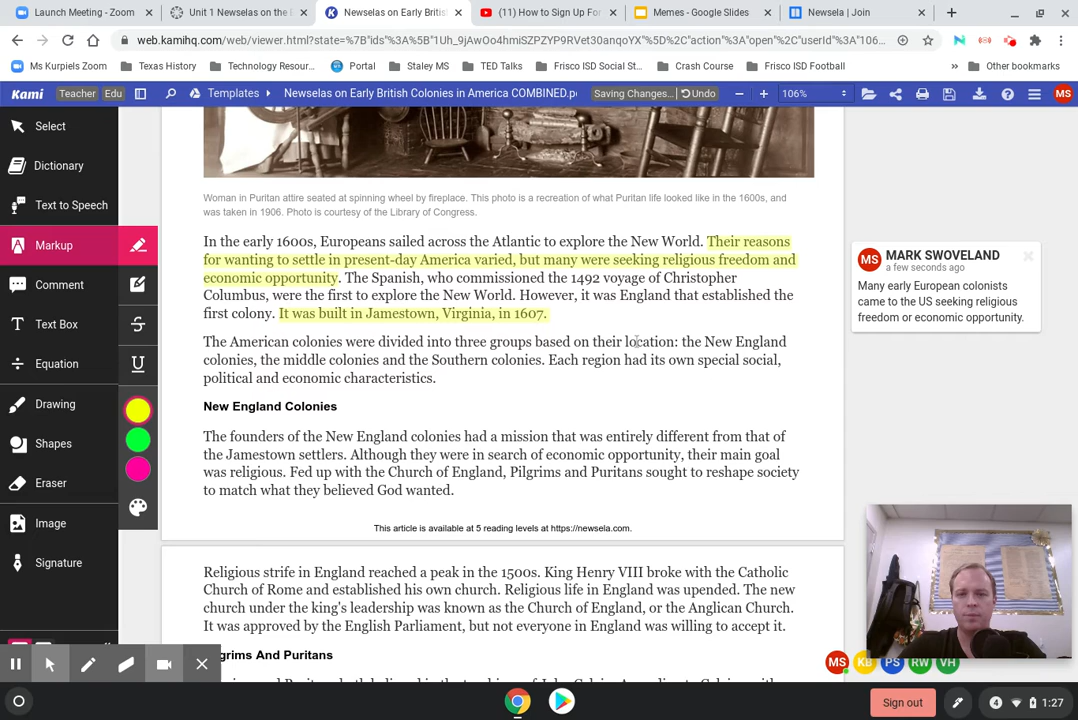 Launch Meeting - Zoom
Unit 1 Newselas on the
Newselas on Early Britis
(11) How to Sign Up For
Memes - Google Slides
Newsela | Join
web.kamihq.com/web/viewer.html?state=%7B"ids"%3A%5B"1Uh_9jAwOo4hmiSZPZYP9RVet30anqoYX"%5D%2C"action"%3A"open"%2C"userId"%3A"106...
Ms Kurpiels Zoom
Texas History
Technology Resour...
Portal
Staley MS
TED Talks
Frisco ISD Social St...
Crash Course
Frisco ISD Football
Other bookmarks
Kami
Teacher
Edu
Templates
Newselas on Early British Colonies in America COMBINED.p
Saving Changes...
Undo
106%
MS
Select
Dictionary
Text to Speech
Markup
Comment
Text Box
Equation
Drawing
Shapes
Eraser
Image
Signature
Woman in Puritan attire seated at spinning wheel by fireplace. This photo is a recreation of what Puritan life looked like in the 1600s, and
was taken in 1906. Photo is courtesy of the Library of Congress.
In the early 1600s, Europeans sailed across the Atlantic to explore the New World. Their reasons
for wanting to settle in present-day America varied, but many were seeking religious freedom and
economic opportunity. The Spanish, who commissioned the 1492 voyage of Christopher
Columbus, were the first to explore the New World. However, it was England that established the
first colony. It was built in Jamestown, Virginia, in 1607.
The American colonies were divided into three groups based on their location: the New England
colonies, the middle colonies and the Southern colonies. Each region had its own special social,
political and economic characteristics.
New England Colonies
The founders of the New England colonies had a mission that was entirely different from that of
the Jamestown settlers. Although they were in search of economic opportunity, their main goal
was religious. Fed up with the Church of England, Pilgrims and Puritans sought to reshape society
to match what they believed God wanted.
This article is available at 5 reading levels at https://newsela.com.
Religious strife in England reached a peak in the 1500s. King Henry VIII broke with the Catholic
Church of Rome and established his own church. Religious life in England was upended. The new
church under the king's leadership was known as the Church of England, or the Anglican Church.
It was approved by the English Parliament, but not everyone in England was willing to accept it.
grims And Puritans
MS
MARK SWOVELAND
a few seconds ago
Many early European colonists
came to the US seeking religious
freedom or economic opportunity.
MS
KB
PS
RW
VH
Sign out
4
1:27